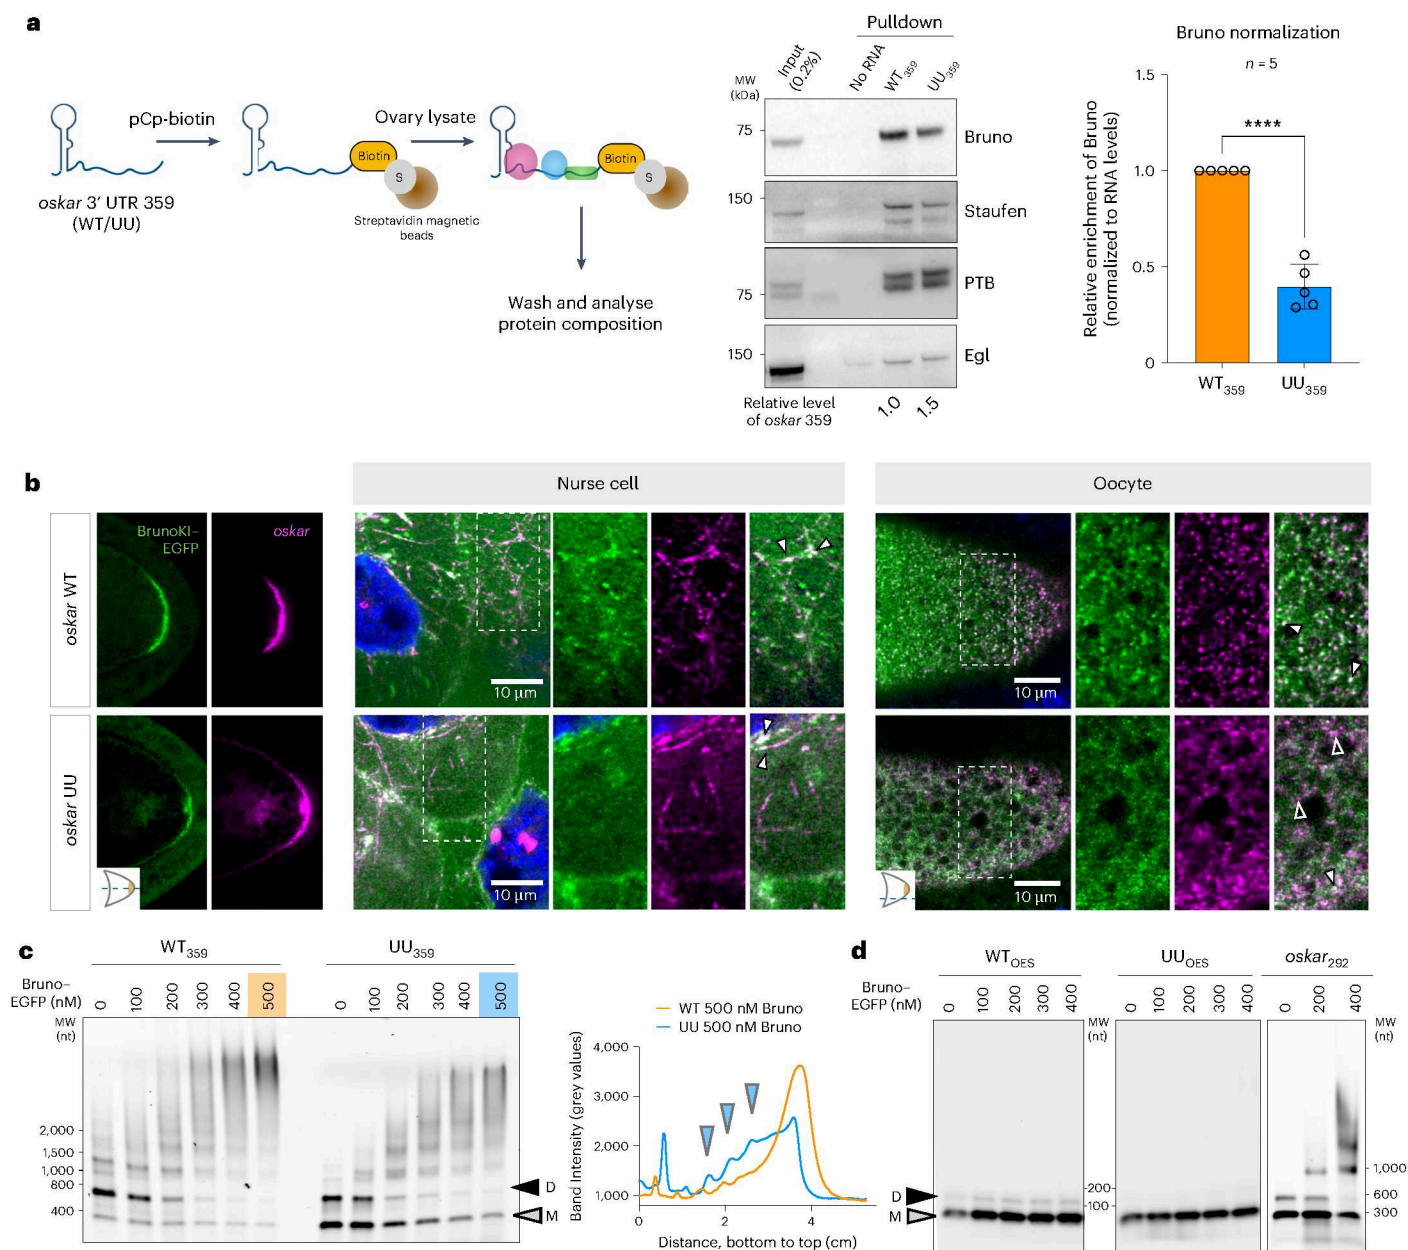 a
pCp-biotin
Ovary lysate
Biotin
S
Biotin
S
oskar 3′ UTR 359
(WT/UU)
Streptavidin magnetic
beads
Wash and analyse
protein composition
Pulldown
MW
(kDa)
Input
(0.2%)
No RNA
WT359
UU359
75
Bruno
150
Staufen
75
PTB
150
Egl
Relative level
of oskar 359
1.0
1.5
Bruno normalization
n = 5
Relative enrichment of Bruno
(normalized to RNA levels)
1.5
1.0
0.5
0
****
WT359
UU359
b
Nurse cell
Oocyte
oskar WT
BrunoKI–
EGFP
oskar
10 μm
10 μm
oskar UU
10 μm
10 μm
c
WT359
UU359
Bruno–
EGFP (nM)
0
100
200
300
400
500
0
100
200
300
400
500
MW
(nt)
2,000
1,500
1,000
800
400
D
M
WT 500 nM Bruno
UU 500 nM Bruno
Band Intensity (grey values)
4,000
3,000
2,000
1,000
0
2
4
Distance, bottom to top (cm)
d
WTOES
UUOES
oskar292
Bruno–
EGFP (nM)
0
100
200
300
400
0
100
200
300
400
0
200
400
MW
(nt)
MW
(nt)
D
M
200
100
1,000
600
300